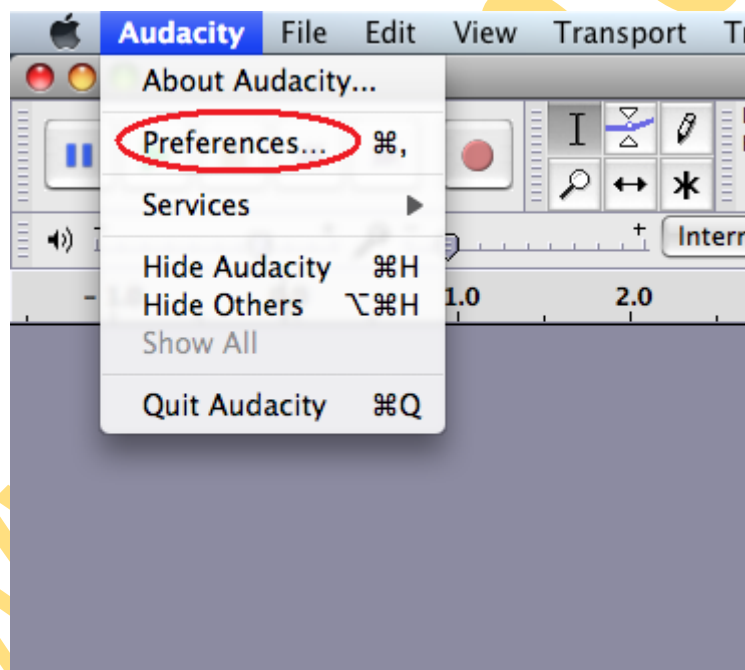 Audacity File Edit View Transport
About Audacity...
Preferences... ⌘,
Services ▶
Hide Audacity ⌘H
Hide Others ⌥⌘H
Show All
Quit Audacity ⌘Q
1.0 2.0